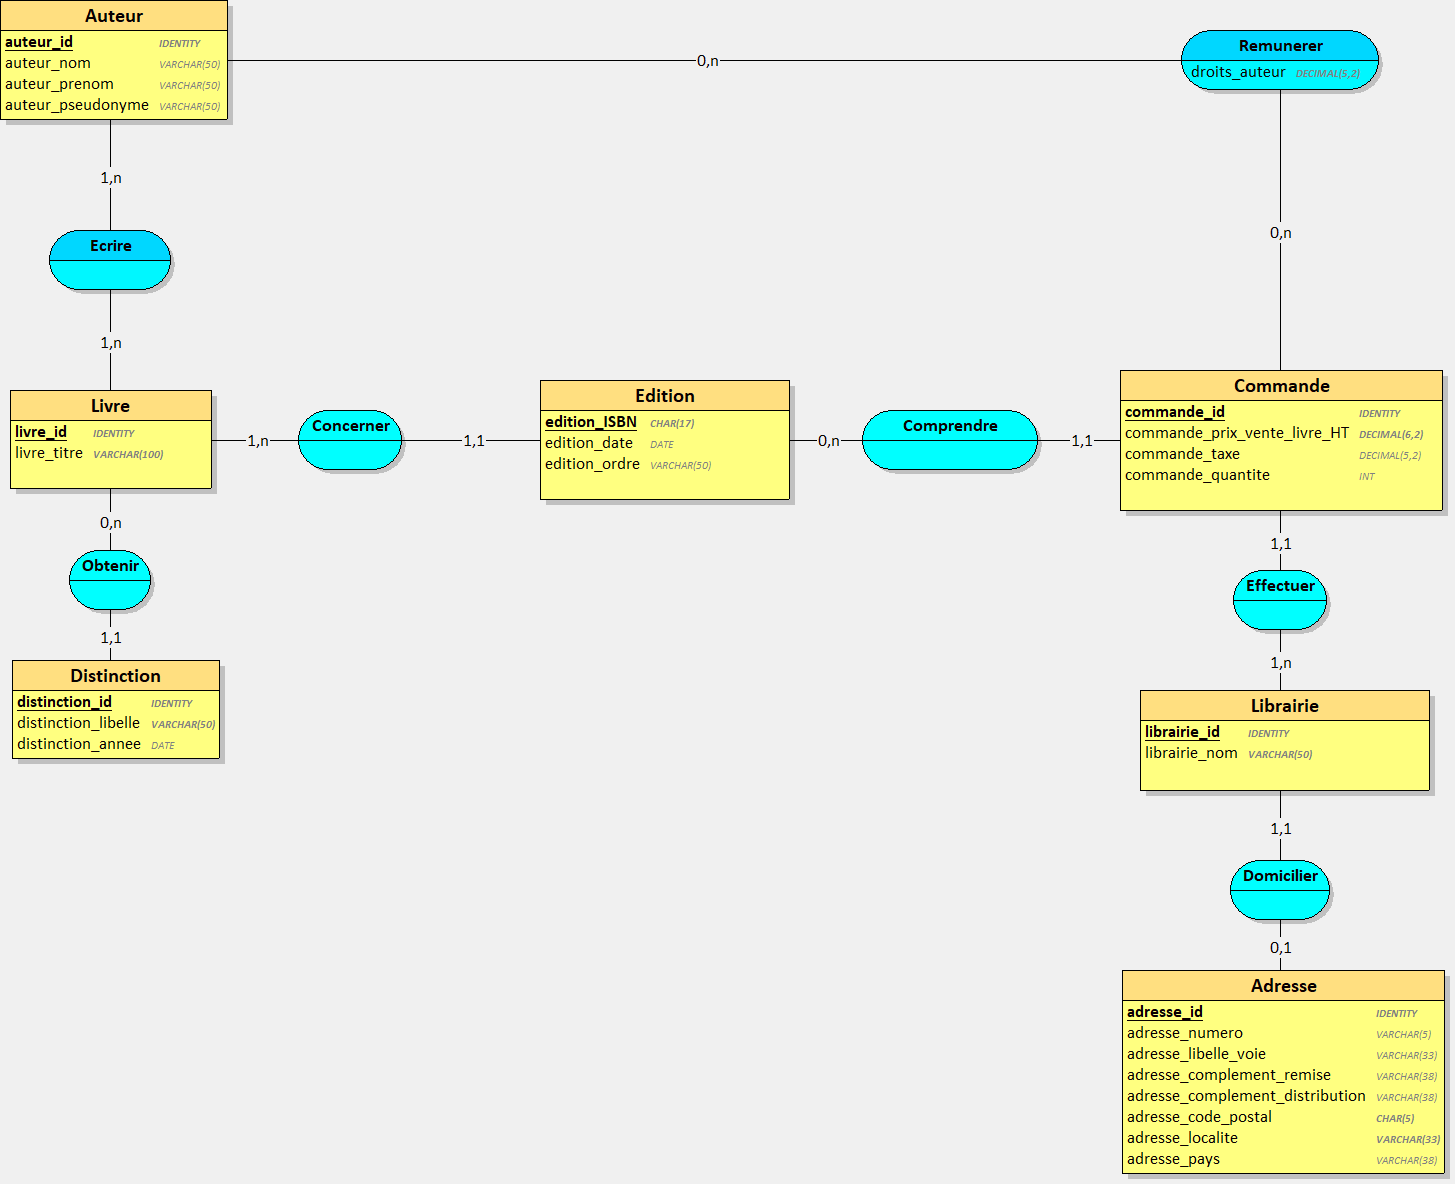 Auteur
auteur_id IDENTITY
auteur_nom VARCHAR(50)
auteur_prenom VARCHAR(50)
auteur_pseudonyme VARCHAR(50)
0,n
Remunerer
droits_auteur DECIMAL(5,2)
1,n
0,n
Ecrire
1,n
Livre
livre_id IDENTITY
livre_titre VARCHAR(100)
1,n
Concerner
1,1
Edition
edition_ISBN CHAR(17)
edition_date DATE
edition_ordre VARCHAR(50)
0,n
Comprendre
1,1
Commande
commande_id IDENTITY
commande_prix_vente_livre_HT DECIMAL(6,2)
commande_taxe DECIMAL(5,2)
commande_quantite INT
0,n
Obtenir
1,1
Distinction
distinction_id IDENTITY
distinction_libelle VARCHAR(50)
distinction_annee DATE
1,1
Effectuer
1,n
Librairie
librairie_id IDENTITY
librairie_nom VARCHAR(50)
1,1
Domicilier
0,1
Adresse
adresse_id IDENTITY
adresse_numero VARCHAR(5)
adresse_libelle_voie VARCHAR(33)
adresse_complement_remise VARCHAR(38)
adresse_complement_distribution VARCHAR(38)
adresse_code_postal CHAR(5)
adresse_localite VARCHAR(33)
adresse_pays VARCHAR(38)